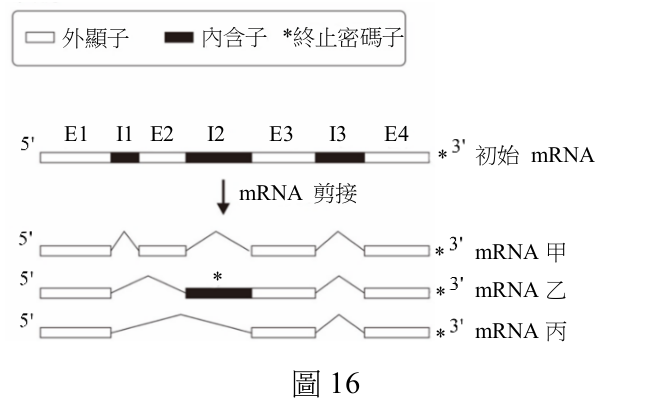 外顯子 內含子 *終止密碼子
E1 I1 E2 I2 E3 I3 E4
5' * 3' 初始 mRNA
mRNA 剪接
5' * 3' mRNA 甲
*
5' * 3' mRNA 乙
5' * 3' mRNA 丙
圖 16